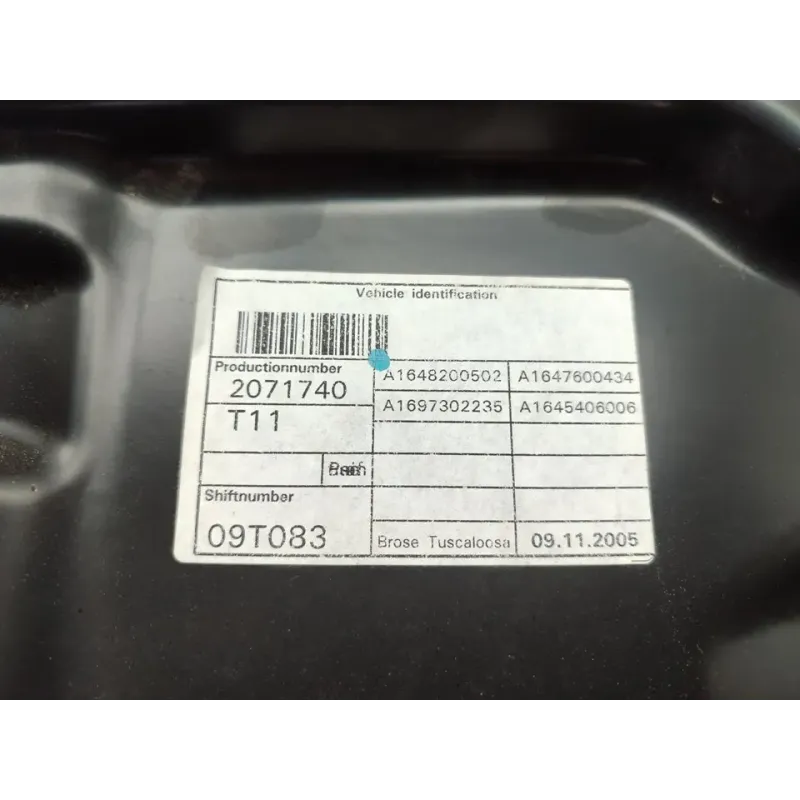 Vehicle identification
Productionnumber
2071740
A1648200502 A1647600434
T11
A1697302235 A1645406006
Shiftnumber
09T083
Brose Tuscaloosa 09.11.2005